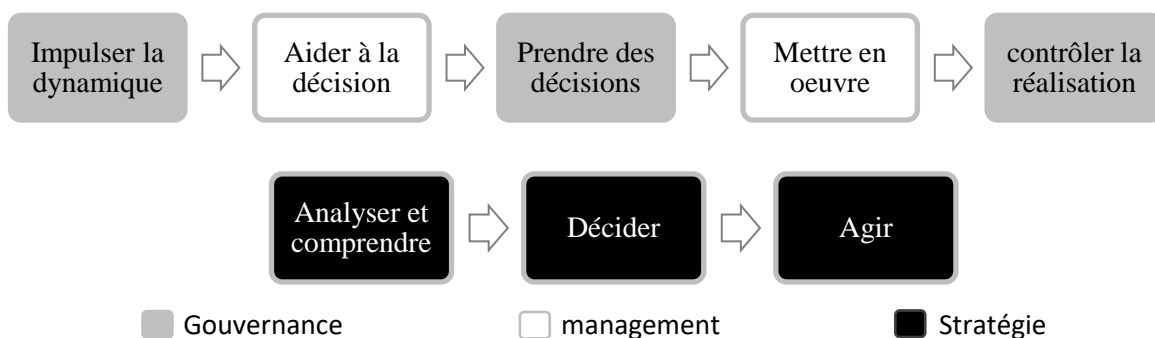 Impulser la
dynamique
Aider à la
décision
Prendre des
décisions
Mettre en
oeuvre
contrôler la
réalisation
Analyser et
comprendre
Décider
Agir
Gouvernance
management
Stratégie